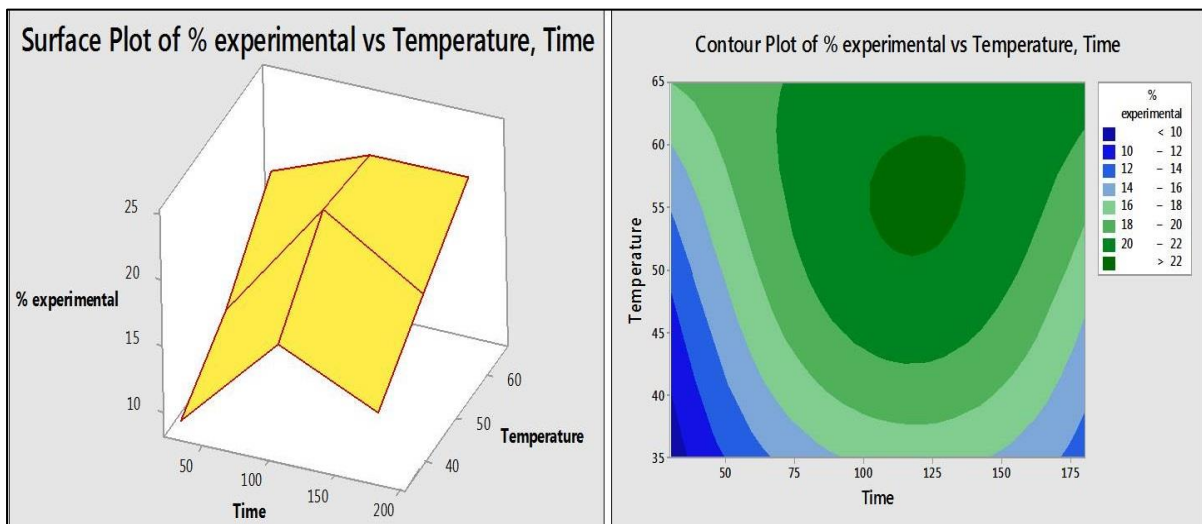 Surface Plot of % experimental vs Temperature, Time
25
20
% experimental
15
10
50
100
150
200
Time
40
50
60
Temperature
Contour Plot of % experimental vs Temperature, Time
65
60
55
50
45
40
35
Temperature
50
75
100
125
150
175
Time
%
experimental
< 10
10 – 12
12 – 14
14 – 16
16 – 18
18 – 20
20 – 22
> 22